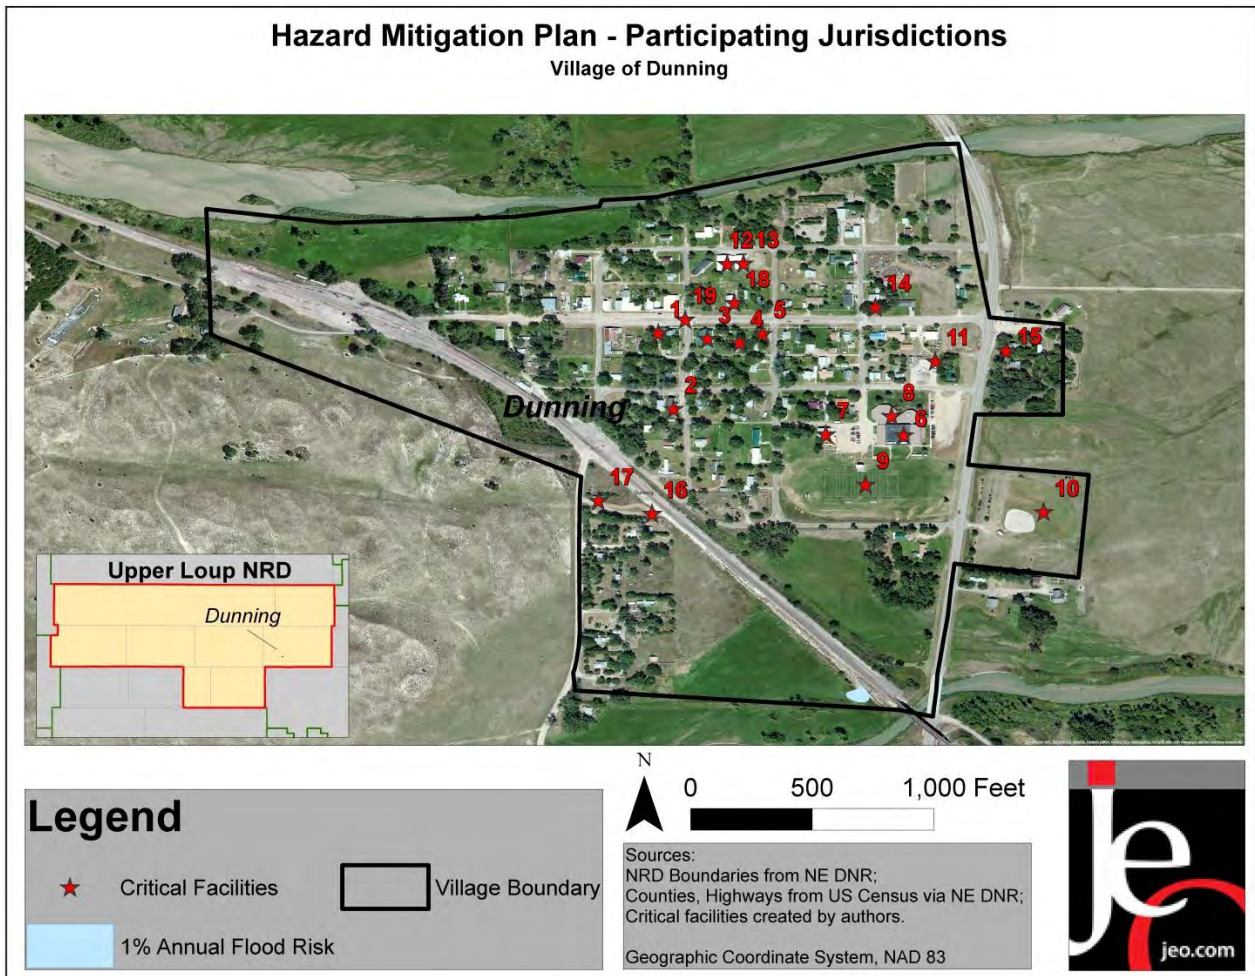 Hazard Mitigation Plan - Participating Jurisdictions
Village of Dunning
12 13
18
14
19
1
3
4
5
11
15
2
Dunning
8
7
6
9
17
16
10
Dunning
Upper Loup NRD
Dunning
N
0 500 1,000 Feet
Legend
Critical Facilities
Village Boundary
1% Annual Flood Risk
Sources:
NRD Boundaries from NE DNR;
Counties, Highways from US Census via NE DNR;
Critical facilities created by authors.
Geographic Coordinate System, NAD 83
je
jeo.com